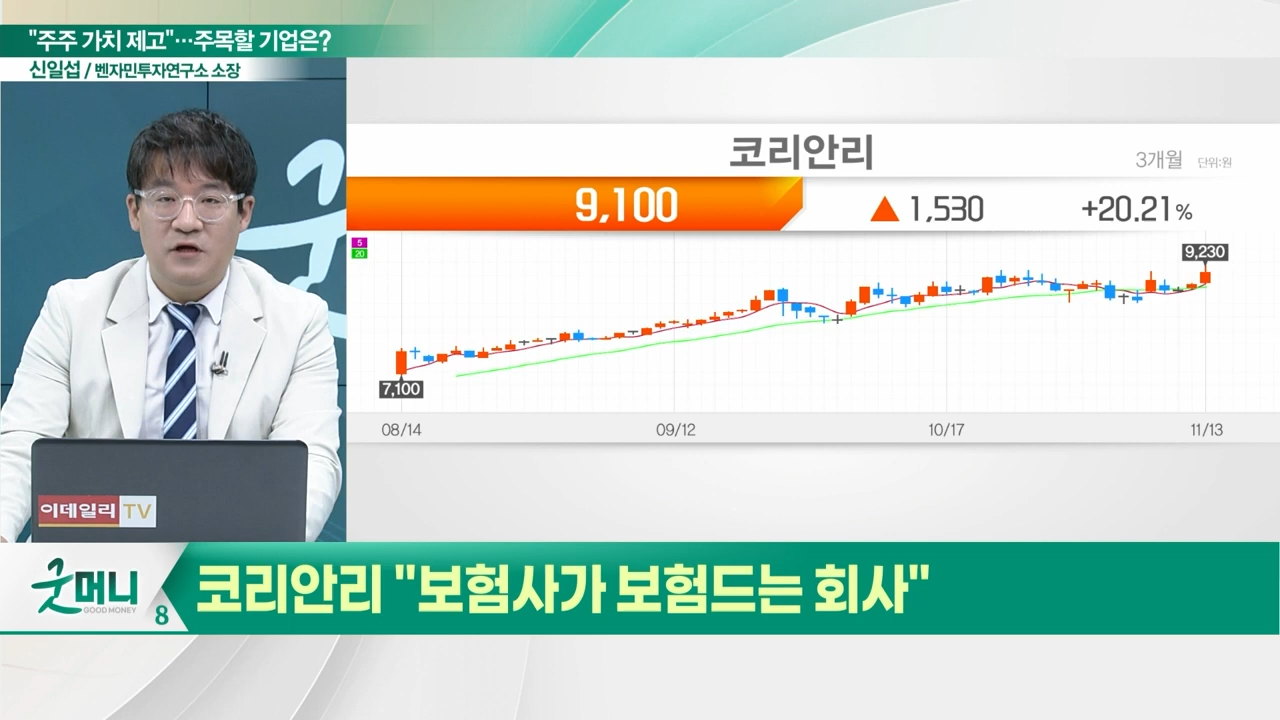 "주주 가치 제고"…주목할 기업은?
신일섭 / 벤자민투자연구소 소장
코리안리
3개월 단위:원
9,100 ▲ 1,530 +20.21%
5
20
9,230
7,100
08/14 09/12 10/17 11/13
이데일리 TV
굿머니
GOOD MONEY
8
코리안리 "보험사가 보험드는 회사"